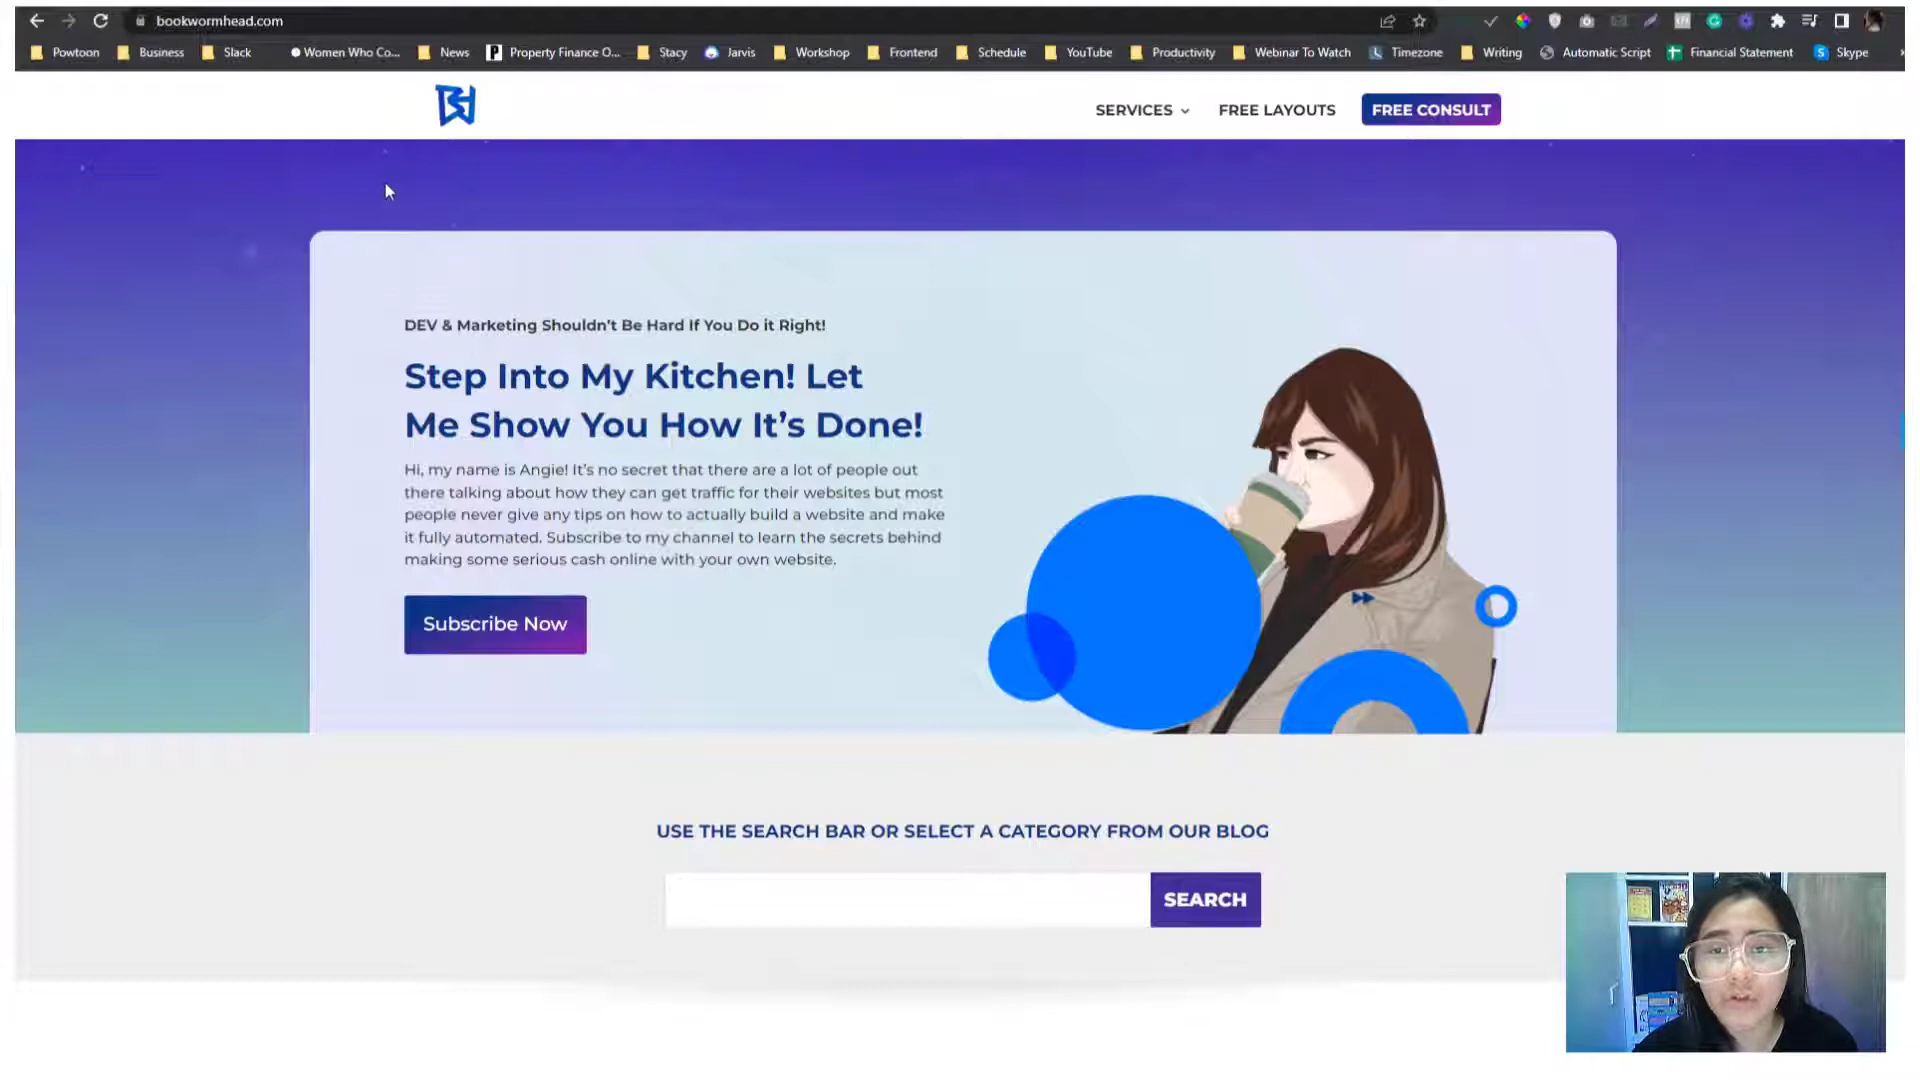 bookwormhead.com
Powtoon Business Slack Women Who Co... News Property Finance O... Stacy Jarvis Workshop Frontend Schedule YouTube Productivity Webinar To Watch Timezone Writing Automatic Script Financial Statement Skype
SERVICES FREE LAYOUTS FREE CONSULT
DEV & Marketing Shouldn't Be Hard If You Do it Right!
Step Into My Kitchen! Let
Me Show You How It's Done!
Hi, my name is Angie! It's no secret that there are a lot of people out
there talking about how they can get traffic for their websites but most
people never give any tips on how to actually build a website and make
it fully automated. Subscribe to my channel to learn the secrets behind
making some serious cash online with your own website.
Subscribe Now
USE THE SEARCH BAR OR SELECT A CATEGORY FROM OUR BLOG
SEARCH